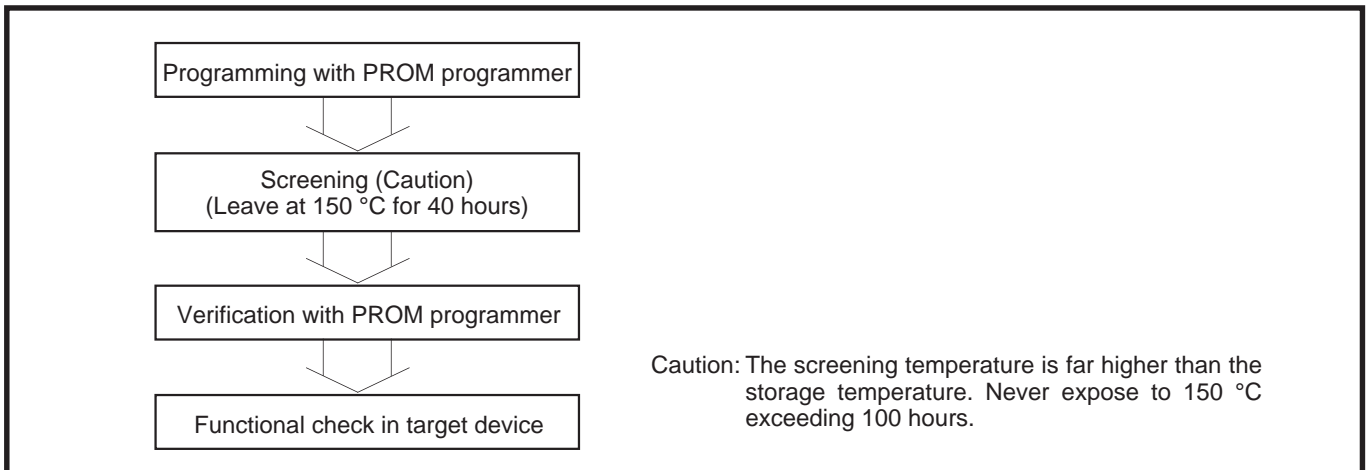 Programming with PROM programmer
Screening (Caution)
(Leave at 150 °C for 40 hours)
Verification with PROM programmer
Functional check in target device
Caution: The screening temperature is far higher than the
storage temperature. Never expose to 150 °C
exceeding 100 hours.